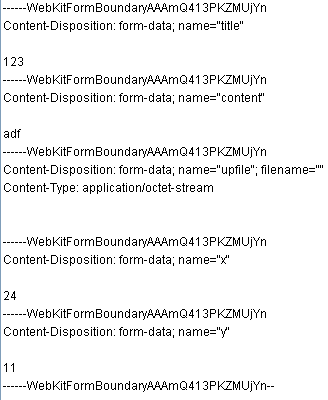 ------WebKitFormBoundaryAAAmQ413PKZMUjYn
Content-Disposition: form-data; name="title"
123
------WebKitFormBoundaryAAAmQ413PKZMUjYn
Content-Disposition: form-data; name="content"
adf
------WebKitFormBoundaryAAAmQ413PKZMUjYn
Content-Disposition: form-data; name="upfile"; filename=""
Content-Type: application/octet-stream
------WebKitFormBoundaryAAAmQ413PKZMUjYn
Content-Disposition: form-data; name="x"
24
------WebKitFormBoundaryAAAmQ413PKZMUjYn
Content-Disposition: form-data; name="y"
11
------WebKitFormBoundaryAAAmQ413PKZMUjYn--